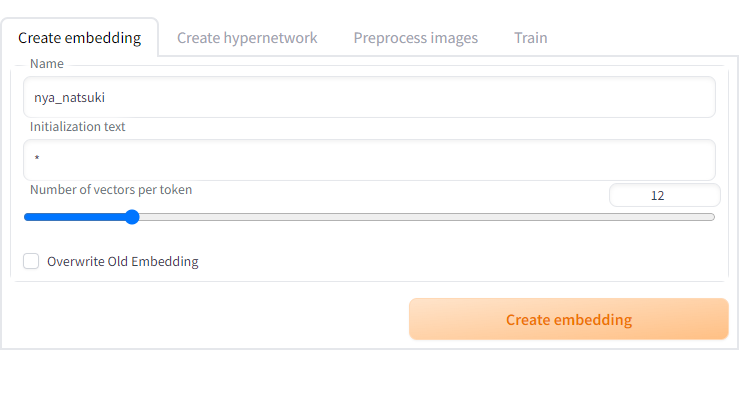 Create embedding Create hypernetwork Preprocess images Train
Name
nya_natsuki
Initialization text
*
Number of vectors per token 12
Overwrite Old Embedding
Create embedding